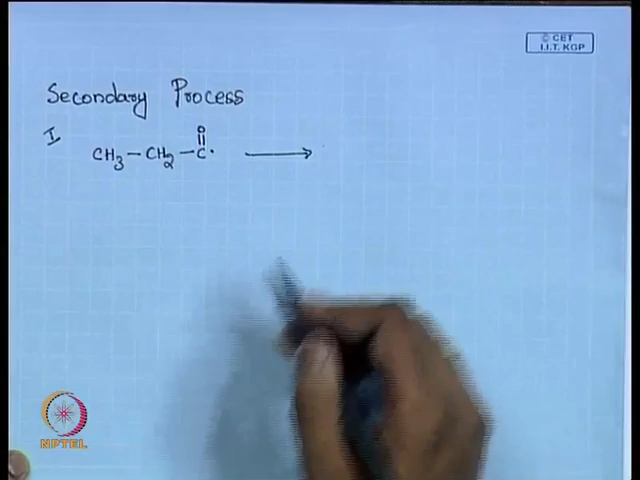 © CET
I.I.T. KGP
Secondary Process
I
O
CH3 – CH2 – C· ⟶
NPTEL